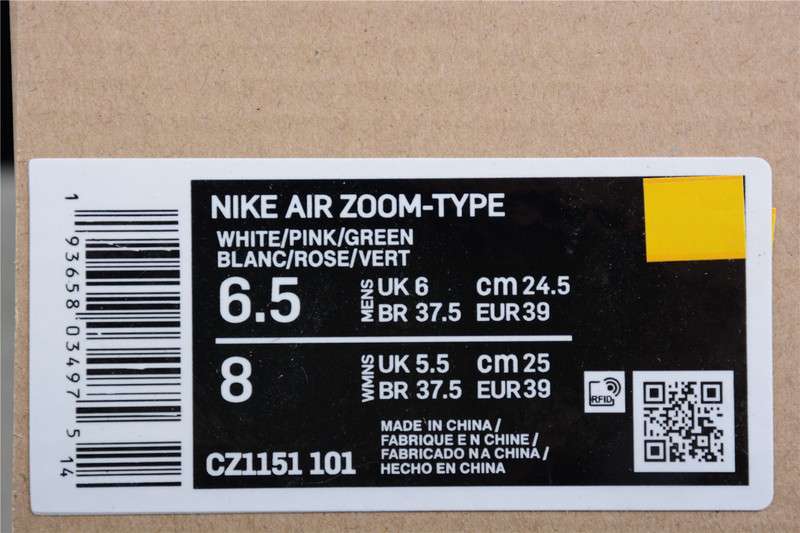 NIKE AIR ZOOM-TYPE
WHITE/PINK/GREEN
BLANC/ROSE/VERT
6.5 MENS UK 6 cm 24.5
BR 37.5 EUR 39
8 WMNS UK 5.5 cm 25
BR 37.5 EUR 39
MADE IN CHINA /
FABRIQUE E N CHINE /
FABRICADO NA CHINA /
HECHO EN CHINA
CZ1151 101
RFID
1 93658 03497 5 14